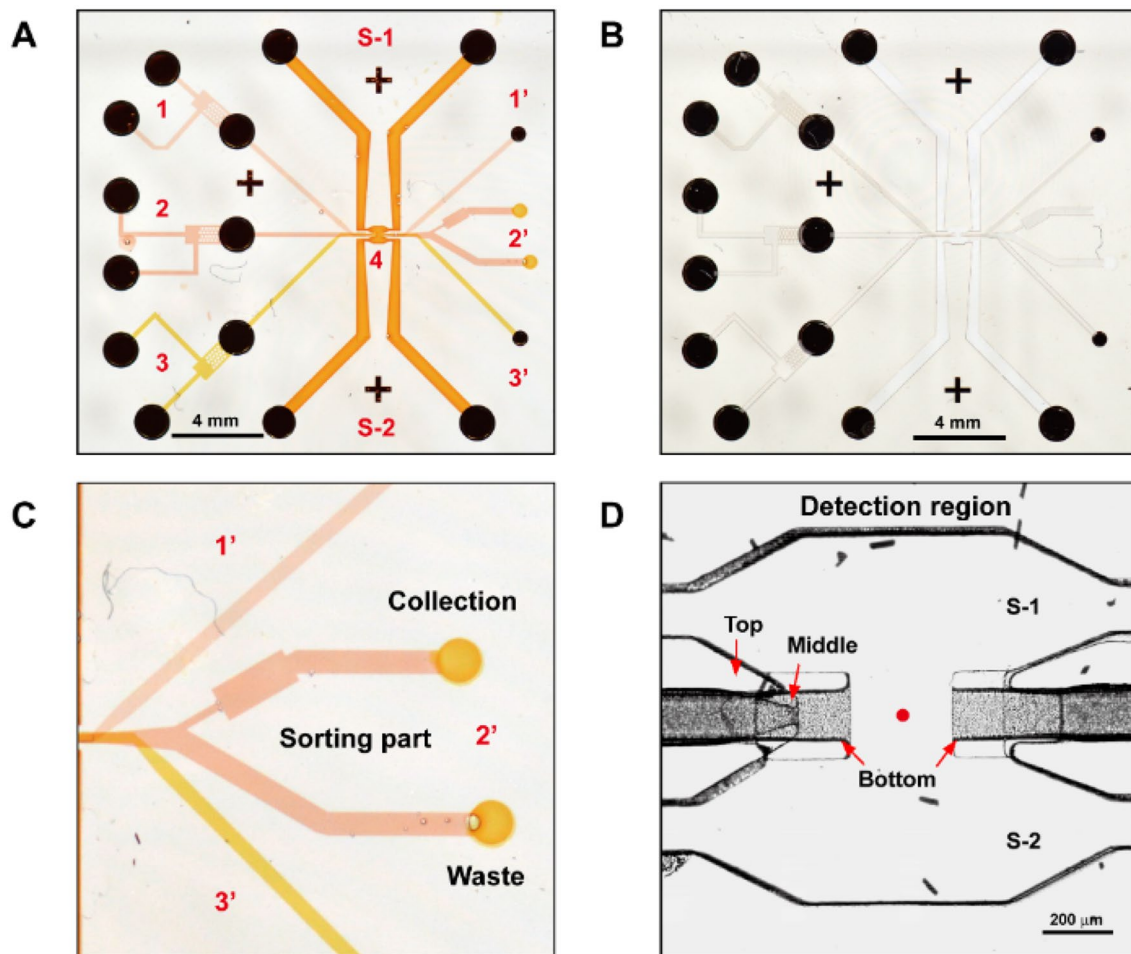 A
S-1
1
1'
2
2'
4
3
3'
4 mm
S-2
B
4 mm
C
1'
Collection
Sorting part
2'
Waste
3'
D
Detection region
S-1
Top
Middle
Bottom
S-2
200 μm